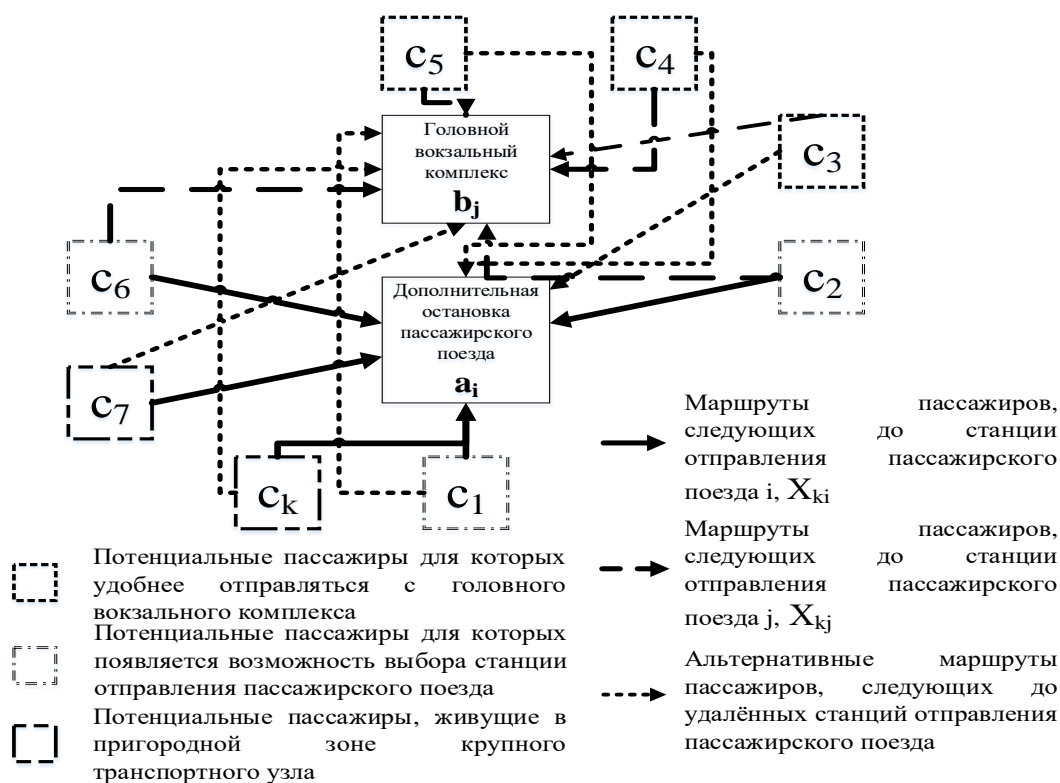 c5
c4
Головной
вокзальный
комплекс
bj
c3
c6
c2
Дополнительная
остановка
пассажирского
поезда
ai
c7
ck
c1
Маршруты пассажиров,
следующих до станции
отправления пассажирского
поезда i, Xki
Маршруты пассажиров,
следующих до станции
отправления пассажирского
поезда j, Xkj
Альтернативные маршруты
пассажиров, следующих до
удалённых станций отправления
пассажирского поезда
Потенциальные пассажиры для которых
удобнее отправляться с головного
вокзального комплекса
Потенциальные пассажиры для которых
появляется возможность выбора станции
отправления пассажирского поезда
Потенциальные пассажиры, живущие в
пригородной зоне крупного
транспортного узла